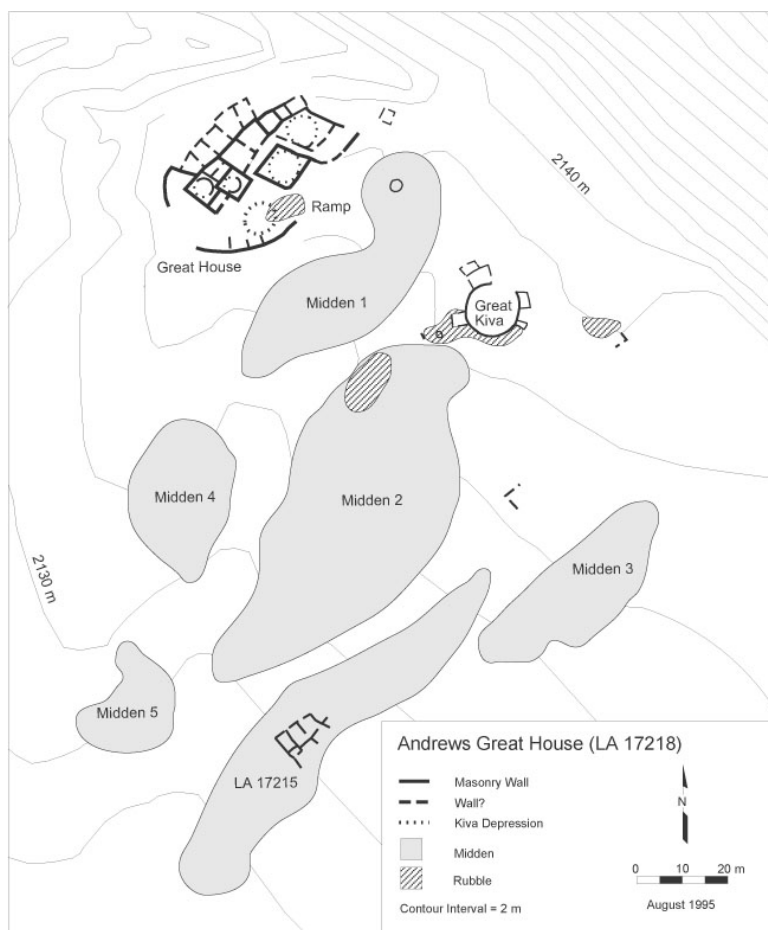 2140 m
Ramp
Great House
Midden 1
Great
Kiva
Midden 4
Midden 2
Midden 3
2130 m
Midden 5
LA 17215
Andrews Great House (LA 17218)
Masonry Wall
Wall?
Kiva Depression
Midden
Rubble
Contour Interval = 2 m
N
0 10 20 m
August 1995